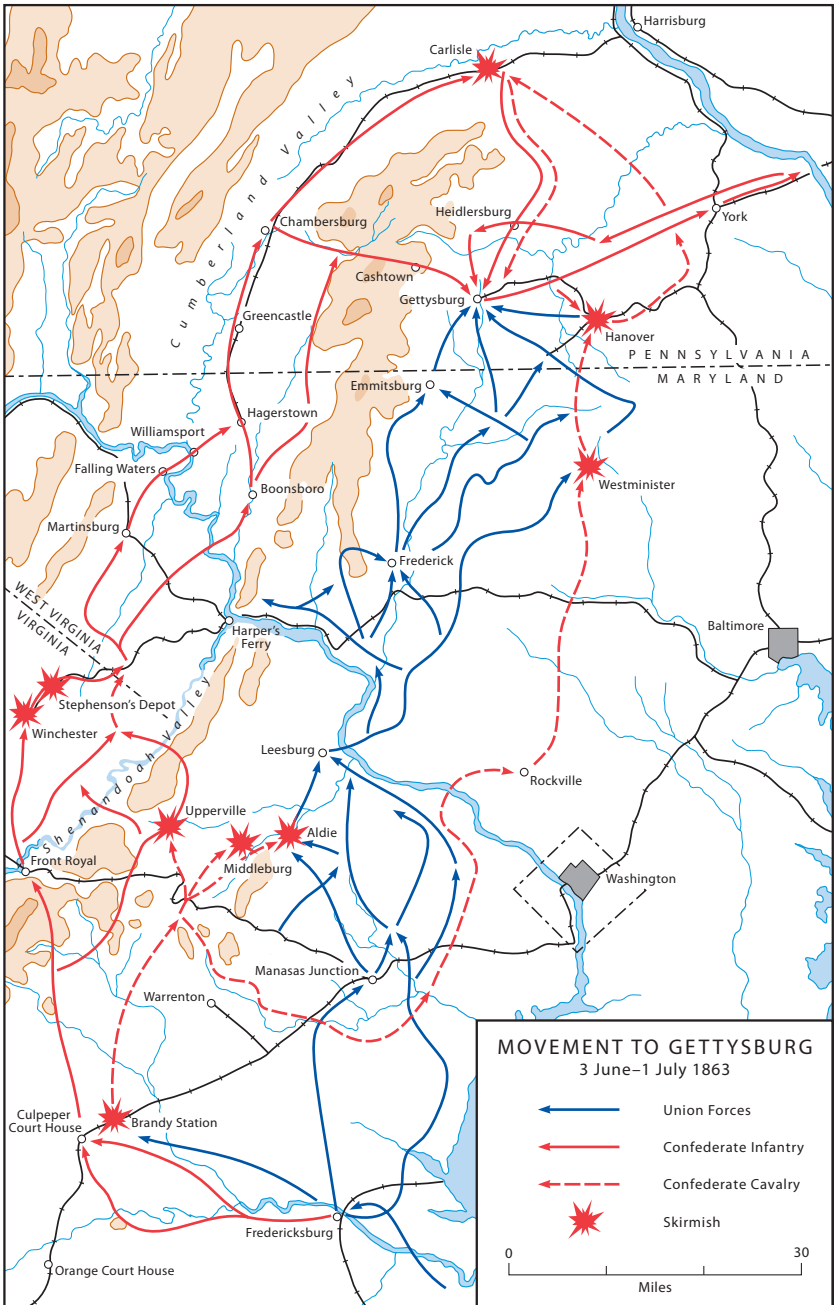 Harrisburg
Carlisle
Cumberland Valley
Heidlersburg
Chambersburg
York
Cashtown
Gettysburg
Greencastle
Hanover
PENNSYLVANIA
MARYLAND
Emmitsburg
Hagerstown
Williamsport
Falling Waters
Westminister
Boonsboro
Martinsburg
Frederick
WEST VIRGINIA
VIRGINIA
Harper's
Ferry
Baltimore
Stephenson's Depot
Winchester
Shenandoah Valley
Leesburg
Rockville
Upperville
Aldie
Front Royal
Middleburg
Washington
Manasas Junction
Warrenton
Culpeper
Court House
Brandy Station
Fredericksburg
Orange Court House
MOVEMENT TO GETTYSBURG
3 June–1 July 1863
Union Forces
Confederate Infantry
Confederate Cavalry
Skirmish
0 30
Miles